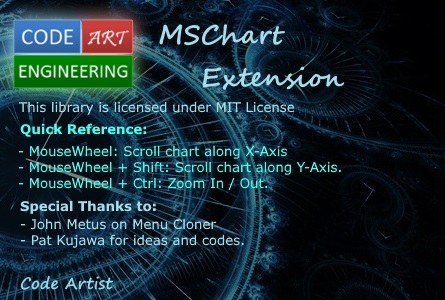 CODE ART
ENGINEERING
MSChart
Extension
This library is licensed under MIT License
Quick Reference:
- MouseWheel: Scroll chart along X-Axis
- MouseWheel + Shift: Scroll chart along Y-Axis.
- MouseWheel + Ctrl: Zoom In / Out.
Special Thanks to:
- John Metus on Menu Cloner
- Pat Kujawa for ideas and codes.
Code Artist